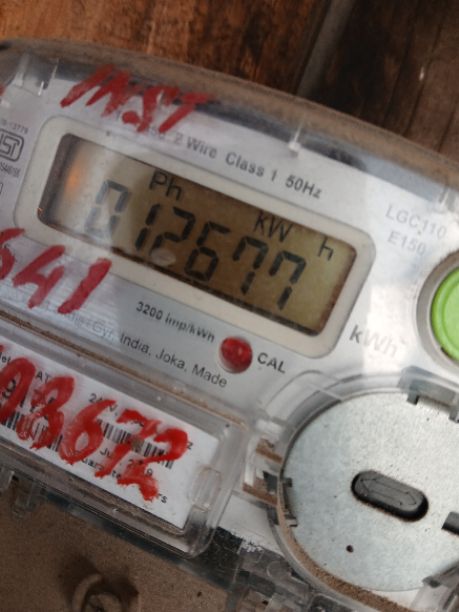 INST
2 Wire Class 1 50Hz
Ph
kW h
012677
LGC110
E150
kWh
641
3200 imp/kWh
CAL
Gyr, India, Joka, Made
03672